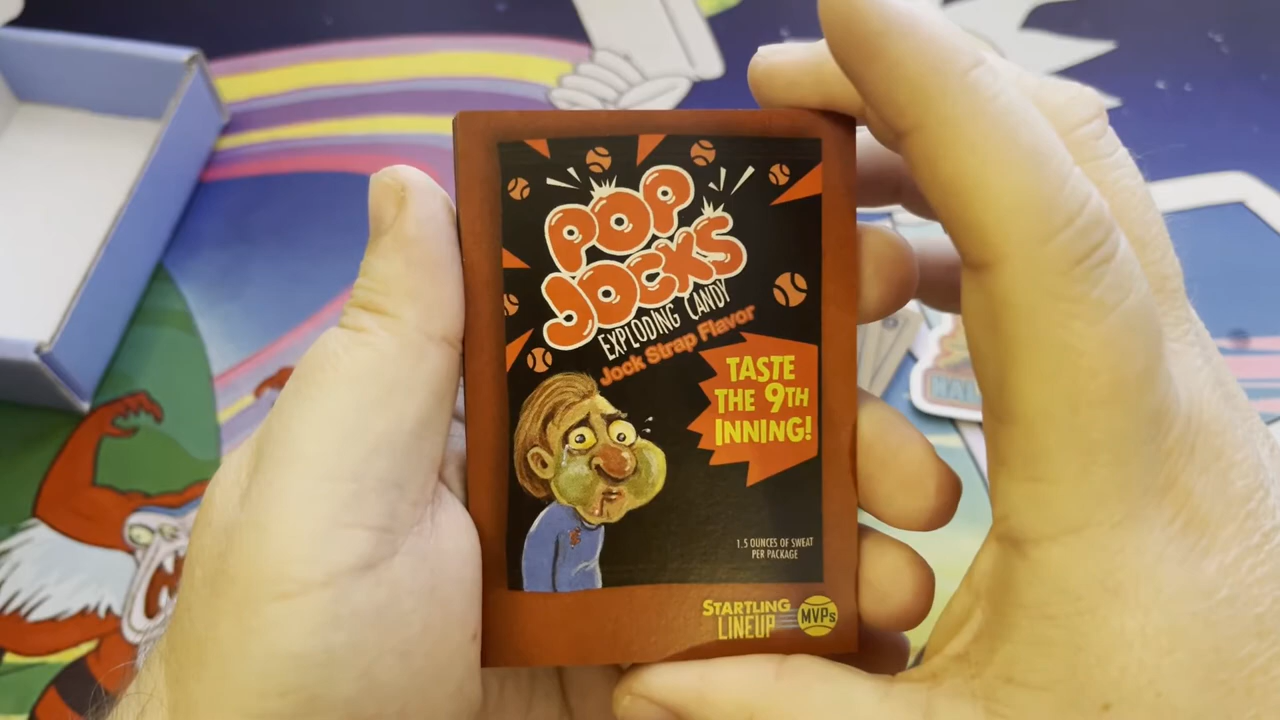 POP
JOCKS
EXPLODING CANDY
Jock Strap Flavor
TASTE
THE 9TH
INNING!
1.5 OUNCES OF SWEAT
PER PACKAGE
STARTLING
LINEUP
MVPs